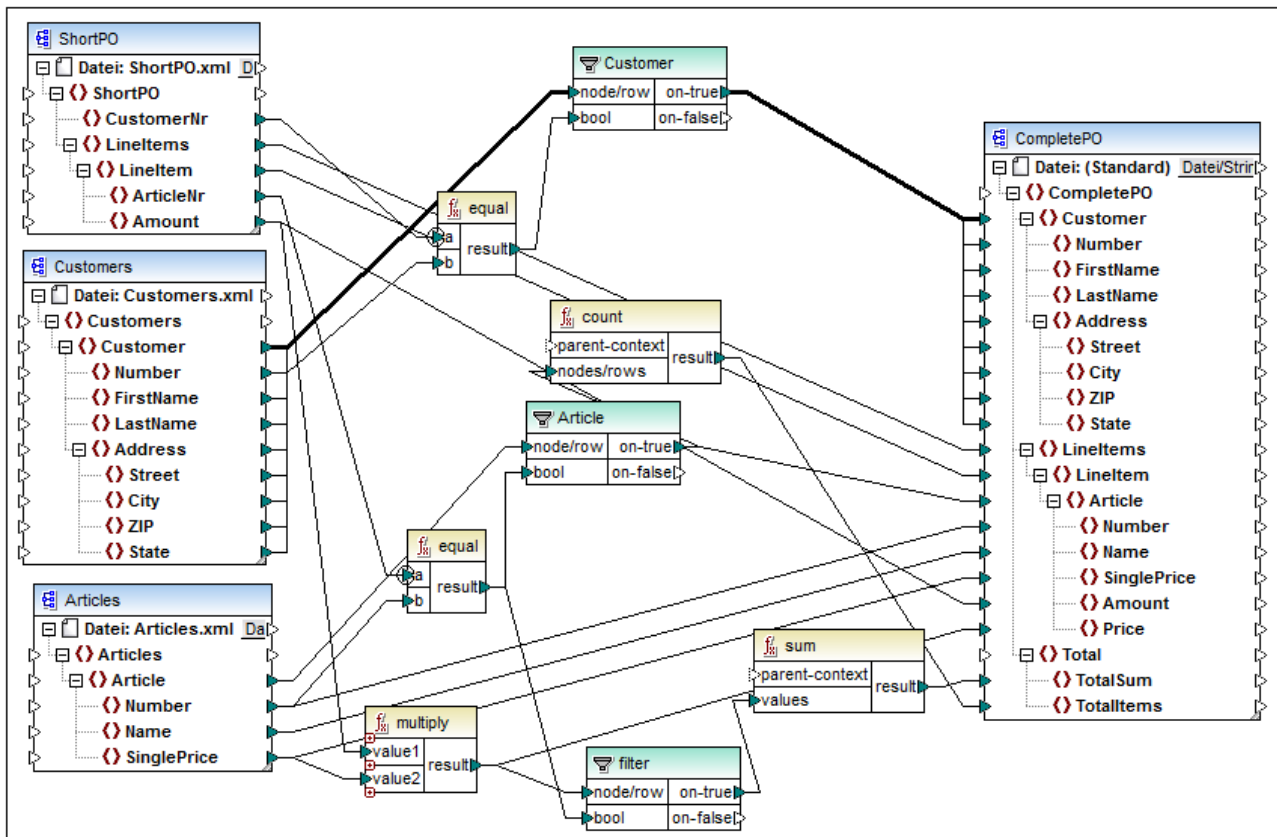 ShortPO
Datei: ShortPO.xml D
ShortPO
CustomerNr
LineItems
LineItem
ArticleNr
Amount
Customers
Datei: Customers.xml
Customers
Customer
Number
FirstName
LastName
Address
Street
City
ZIP
State
Articles
Datei: Articles.xml Da
Articles
Article
Number
Name
SinglePrice
Customer
node/row on-true
bool on-false
equal
a
result
b
count
parent-context
result
nodes/rows
Article
node/row on-true
bool on-false
equal
a
result
b
multiply
value1
result
value2
sum
parent-context
result
values
filter
node/row on-true
bool on-false
CompletePO
Datei: (Standard) Datei/Strin
CompletePO
Customer
Number
FirstName
LastName
Address
Street
City
ZIP
State
LineItems
LineItem
Article
Number
Name
SinglePrice
Amount
Price
Total
TotalSum
TotalItems